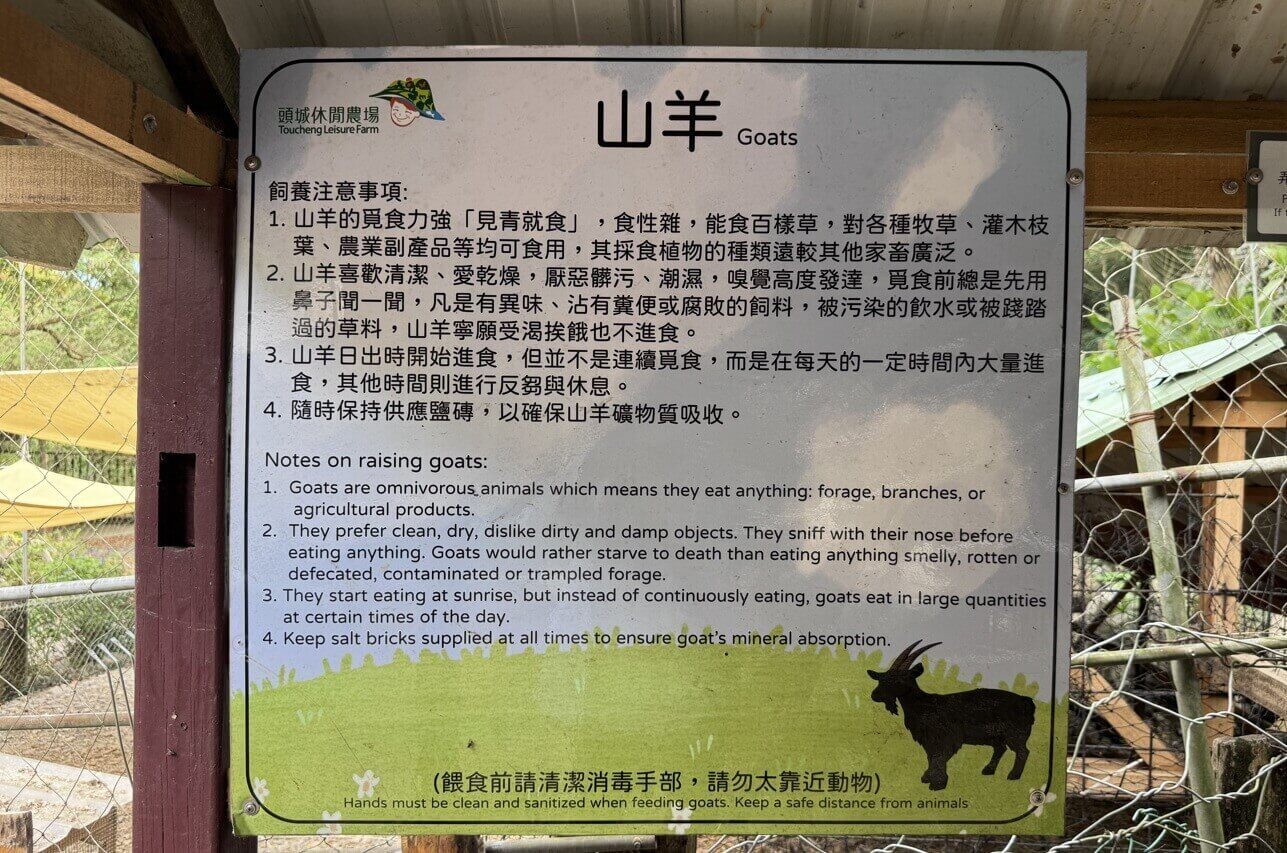 頭城休閒農場
Toucheng Leisure Farm
山羊 Goats
飼養注意事項:
1. 山羊的覓食力強「見青就食」，食性雜，能食百樣草，對各種牧草、灌木枝
葉、農業副產品等均可食用，其採食植物的種類遠較其他家畜廣泛。
2. 山羊喜歡清潔、愛乾燥，厭惡髒污、潮濕，嗅覺高度發達，覓食前總是先用
鼻子聞一聞，凡是有異味、沾有糞便或腐敗的飼料，被污染的飲水或被踐踏
過的草料，山羊寧願受渴挨餓也不進食。
3. 山羊日出時開始進食，但並不是連續覓食，而是在每天的一定時間內大量進
食，其他時間則進行反芻與休息。
4. 隨時保持供應鹽磚，以確保山羊礦物質吸收。
Notes on raising goats:
1. Goats are omnivorous animals which means they eat anything: forage, branches, or
agricultural products.
2. They prefer clean, dry, dislike dirty and damp objects. They sniff with their nose before
eating anything. Goats would rather starve to death than eating anything smelly, rotten or
defecated, contaminated or trampled forage.
3. They start eating at sunrise, but instead of continuously eating, goats eat in large quantities
at certain times of the day.
4. Keep salt bricks supplied at all times to ensure goat's mineral absorption.
(餵食前請清潔消毒手部，請勿太靠近動物)
Hands must be clean and sanitized when feeding goats. Keep a safe distance from animals